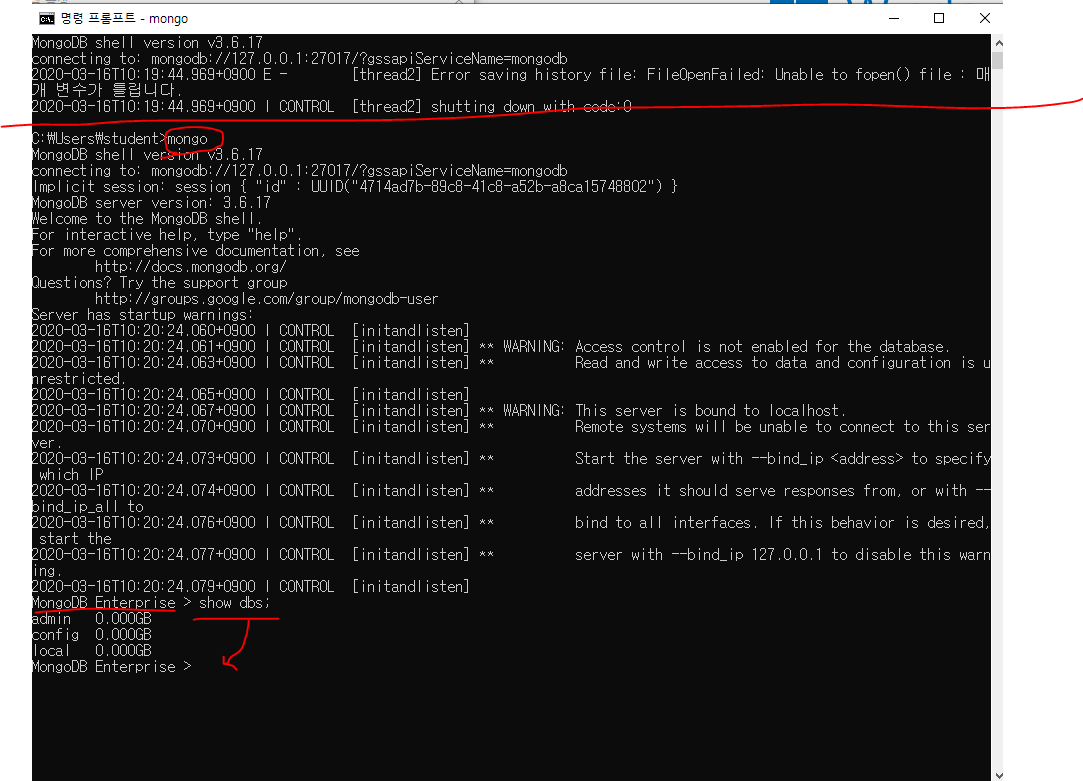 명령 프롬프트 - mongo
MongoDB shell version v3.6.17
connecting to: mongodb://127.0.0.1:27017/?gssapiServiceName=mongodb
2020-03-16T10:19:44.969+0900 E -        [thread2] Error saving history file: FileOpenFailed: Unable to fopen() file : 매
개 변수가 틀립니다.
2020-03-16T10:19:44.969+0900 I CONTROL  [thread2] shutting down with code:0
C:\Users\student>mongo
MongoDB shell version v3.6.17
connecting to: mongodb://127.0.0.1:27017/?gssapiServiceName=mongodb
Implicit session: session { "id" : UUID("4714ad7b-89c8-41c8-a52b-a8ca15748802") }
MongoDB server version: 3.6.17
Welcome to the MongoDB shell.
For interactive help, type "help".
For more comprehensive documentation, see
        http://docs.mongodb.org/
Questions? Try the support group
        http://groups.google.com/group/mongodb-user
Server has startup warnings:
2020-03-16T10:20:24.060+0900 I CONTROL  [initandlisten]
2020-03-16T10:20:24.061+0900 I CONTROL  [initandlisten] ** WARNING: Access control is not enabled for the database.
2020-03-16T10:20:24.063+0900 I CONTROL  [initandlisten] **          Read and write access to data and configuration is u
nrestricted.
2020-03-16T10:20:24.065+0900 I CONTROL  [initandlisten]
2020-03-16T10:20:24.067+0900 I CONTROL  [initandlisten] ** WARNING: This server is bound to localhost.
2020-03-16T10:20:24.070+0900 I CONTROL  [initandlisten] **          Remote systems will be unable to connect to this ser
ver.
2020-03-16T10:20:24.073+0900 I CONTROL  [initandlisten] **          Start the server with --bind_ip <address> to specify
 which IP
2020-03-16T10:20:24.074+0900 I CONTROL  [initandlisten] **          addresses it should serve responses from, or with --
bind_ip_all to
2020-03-16T10:20:24.076+0900 I CONTROL  [initandlisten] **          bind to all interfaces. If this behavior is desired,
 start the
2020-03-16T10:20:24.077+0900 I CONTROL  [initandlisten] **          server with --bind_ip 127.0.0.1 to disable this warn
ing.
2020-03-16T10:20:24.079+0900 I CONTROL  [initandlisten]
MongoDB Enterprise > show dbs;
admin   0.000GB
config  0.000GB
local   0.000GB
MongoDB Enterprise >